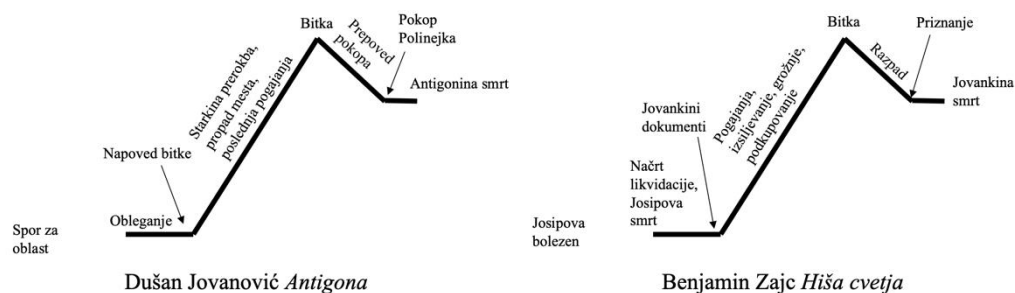 Bitka
Prepoved
pokopa
Pokop
Polinejka
Starkina prerokba,
propad mesta,
poslednja pogajanja
Antigonina smrt
Napoved bitke
Obleganje
Spor za
oblast
Dušan Jovanović Antigona
Bitka
Priznanje
Razpad
Jovankina
smrt
Pogajanja,
izsiljevanje, grožnje,
podkupovanje
Jovankini
dokumenti
Načrt
likvidacije,
Josipova
smrt
Josipova
bolezen
Benjamin Zajc Hiša cvetja